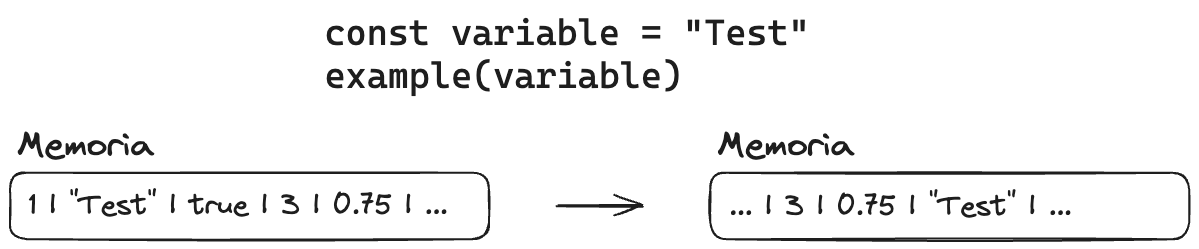 const variable = "Test"
example(variable)
Memoria
1 | "Test" | true | 3 | 0.75 | ...
Memoria
... | 3 | 0.75 | "Test" | ...